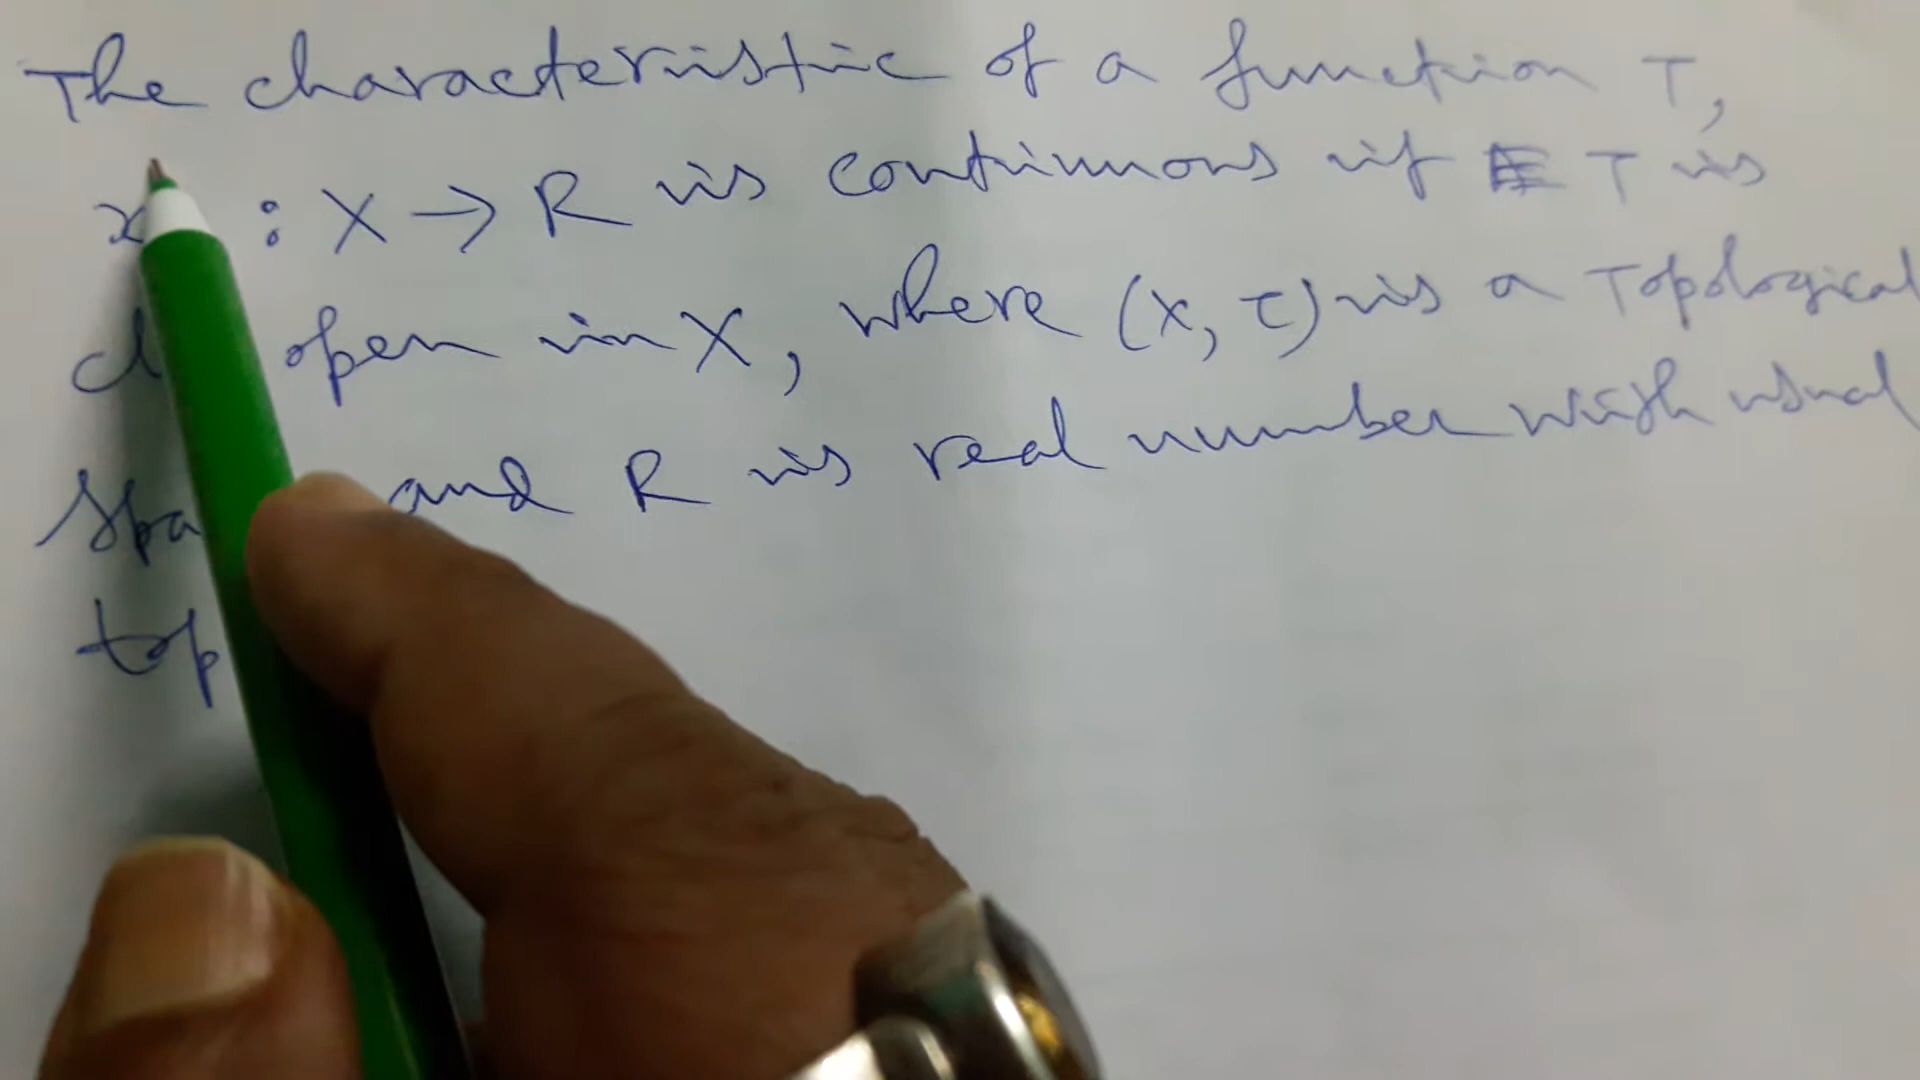 The characteristic of a function T,
: X → R is continuous if T is
open in X, where (X, τ) is a Topological
and R is real number with usual